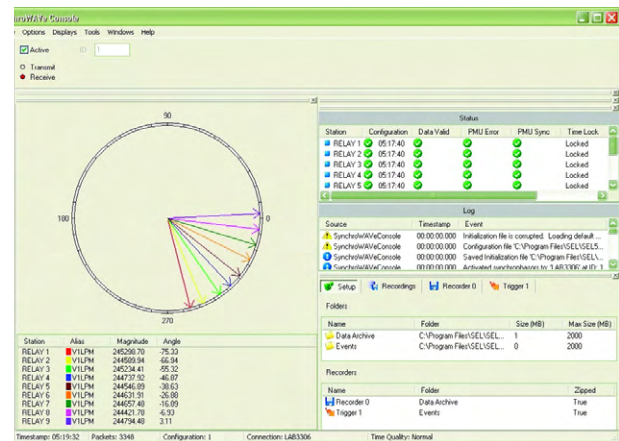 SynchroWAVe Console
Options Displays Tools Windows Help
Active ID 1
Transmit
Receive
90
180
0
270
Station Alias Magnitude Angle
RELAY 1 V1LPM 245298.70 -75.33
RELAY 2 V1LPM 244509.94 -66.94
RELAY 3 V1LPM 245234.41 -55.32
RELAY 4 V1LPM 244737.92 -46.87
RELAY 5 V1LPM 244546.89 -38.63
RELAY 6 V1LPM 244631.91 -26.88
RELAY 7 V1LPM 244657.48 -16.89
RELAY 8 V1LPM 244421.78 -6.93
RELAY 9 V1LPM 244794.48 3.11
Status
Station Configuration Data Valid PMU Error PMU Sync Time Lock
RELAY 1 05:17:40 Locked
RELAY 2 05:17:40 Locked
RELAY 3 05:17:40 Locked
RELAY 4 05:17:40 Locked
RELAY 5 05:17:40 Locked
Log
Source Timestamp Event
SynchroWAVeConsole 00:00:00.000 Initialization file is corrupted. Loading default ...
SynchroWAVeConsole 00:00:00.000 Configuration file 'C:\Program Files\SEL\SEL5...
SynchroWAVeConsole 00:00:00.000 Saved Initialization file 'C:\Program Files\SEL\...
SynchroWAVeConsole 00:00:00.000 Activated synchrophasors to: 'LAB3306' at ID: 1
Setup Recordings Recorder 0 Trigger 1
Folders
Name Folder Size (MB) Max Size (MB)
Data Archive C:\Program Files\SEL\SEL... 1 2000
Events C:\Program Files\SEL\SEL... 0 2000
Recorders
Name Folder Zipped
Recorder 0 Data Archive True
Trigger 1 Events True
Timestamp: 05:19:32 Packets: 3348 Configuration: 1 Connection: LAB3306 Time Quality: Normal